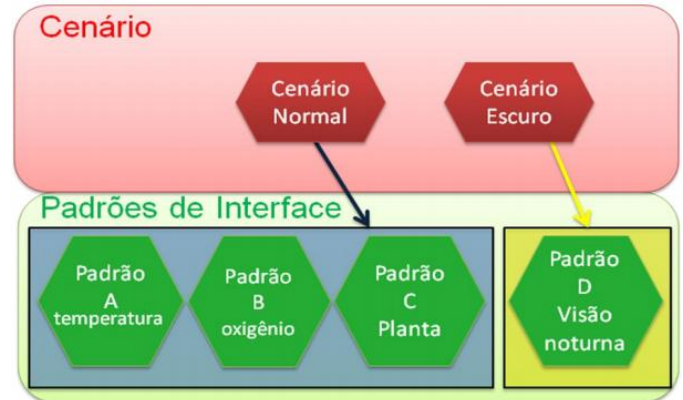 Cenário
Cenário
Normal
Cenário
Escuro
Padrões de Interface
Padrão
A
temperatura
Padrão
B
oxigênio
Padrão
C
Planta
Padrão
D
Visão
noturna